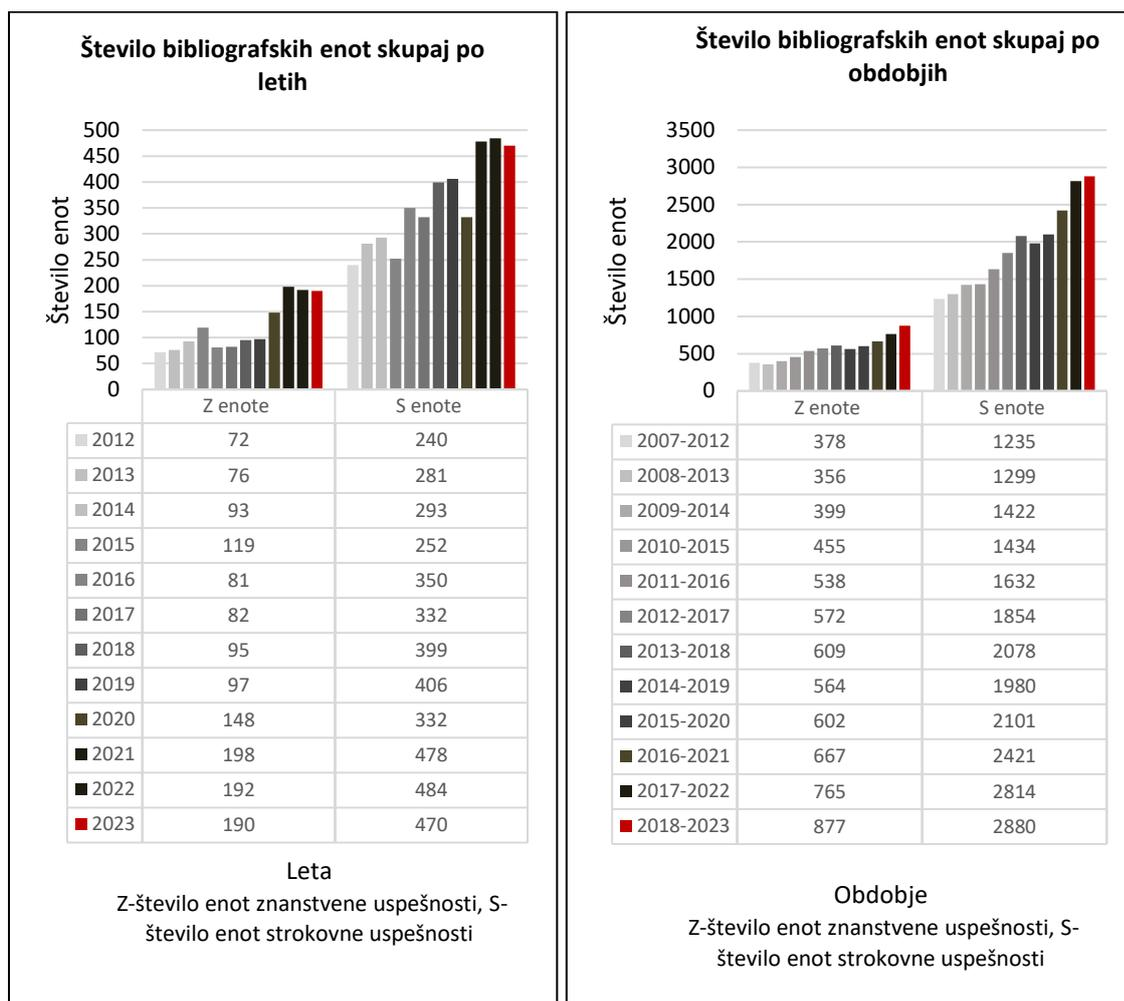 Število bibliografskih enot skupaj po
letih
500
450
400
350
300
250
200
150
100
50
0
Število enot
Z enote S enote
2012 72 240
2013 76 281
2014 93 293
2015 119 252
2016 81 350
2017 82 332
2018 95 399
2019 97 406
2020 148 332
2021 198 478
2022 192 484
2023 190 470
Leta
Z-število enot znanstvene uspešnosti, S-
število enot strokovne uspešnosti
Število bibliografskih enot skupaj po
obdobjih
3500
3000
2500
2000
1500
1000
500
0
Število enot
Z enote S enote
2007-2012 378 1235
2008-2013 356 1299
2009-2014 399 1422
2010-2015 455 1434
2011-2016 538 1632
2012-2017 572 1854
2013-2018 609 2078
2014-2019 564 1980
2015-2020 602 2101
2016-2021 667 2421
2017-2022 765 2814
2018-2023 877 2880
Obdobje
Z-število enot znanstvene uspešnosti, S-
število enot strokovne uspešnosti